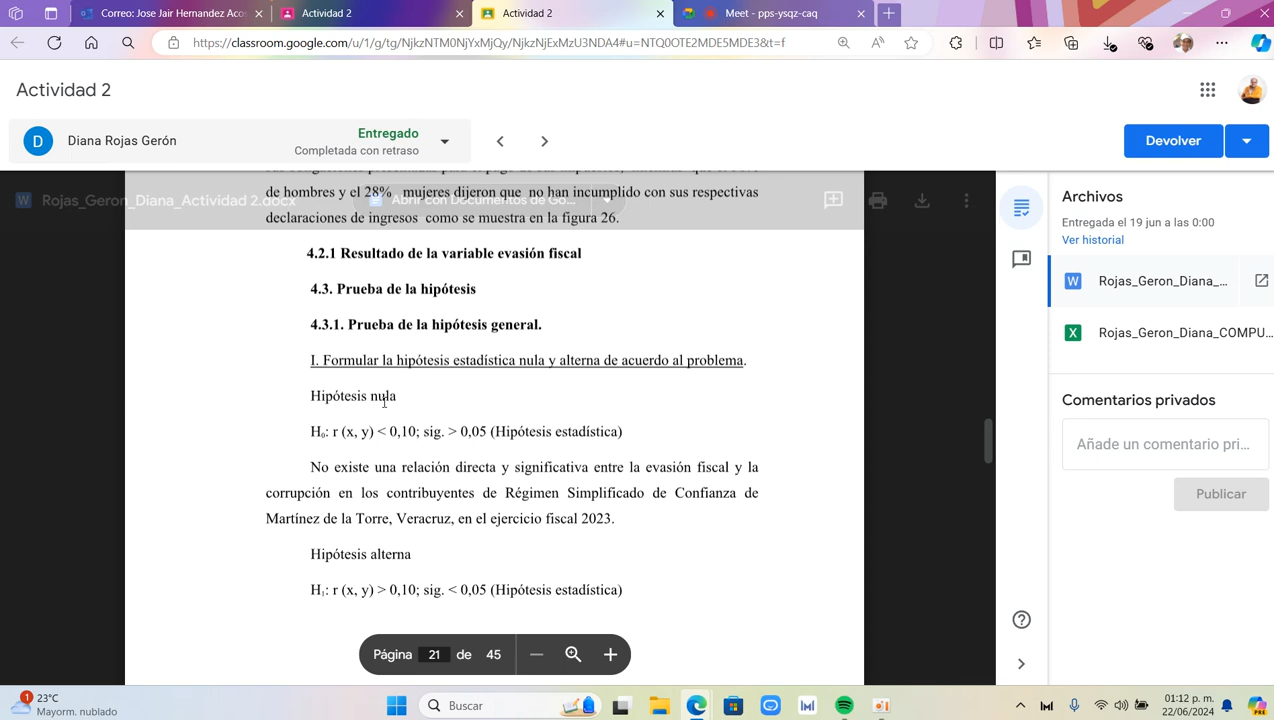 Correo: Jose Jair Hernandez Acos
Actividad 2
Actividad 2
Meet - pps-ysqz-caq
https://classroom.google.com/u/1/g/tg/NjkzNTM0NjYxMjQy/NjkzNjExMzU3NDA4#u=NTQ0OTE2MDE5MDE3&t=f
Actividad 2
D
Diana Rojas Gerón
Entregado
Completada con retraso
Devolver
de hombres y el 28% mujeres dijeron que no han incumplido con sus respectivas
Rojas_Geron_Diana_Actividad 2.docx
Abrir con Documentos de Go...
declaraciones de ingresos como se muestra en la figura 26.
4.2.1 Resultado de la variable evasión fiscal
4.3. Prueba de la hipótesis
4.3.1. Prueba de la hipótesis general.
I. Formular la hipótesis estadística nula y alterna de acuerdo al problema.
Hipótesis nula
H₀: r (x, y) < 0,10; sig. > 0,05 (Hipótesis estadística)
No existe una relación directa y significativa entre la evasión fiscal y la
corrupción en los contribuyentes de Régimen Simplificado de Confianza de
Martínez de la Torre, Veracruz, en el ejercicio fiscal 2023.
Hipótesis alterna
H₁: r (x, y) > 0,10; sig. < 0,05 (Hipótesis estadística)
Página 21 de 45
Archivos
Entregada el 19 jun a las 0:00
Ver historial
W
Rojas_Geron_Diana_...
X
Rojas_Geron_Diana_COMPU...
Comentarios privados
Añade un comentario pri...
Publicar
1
23°C
Mayorm. nublado
Buscar
01:12 p. m.
22/06/2024